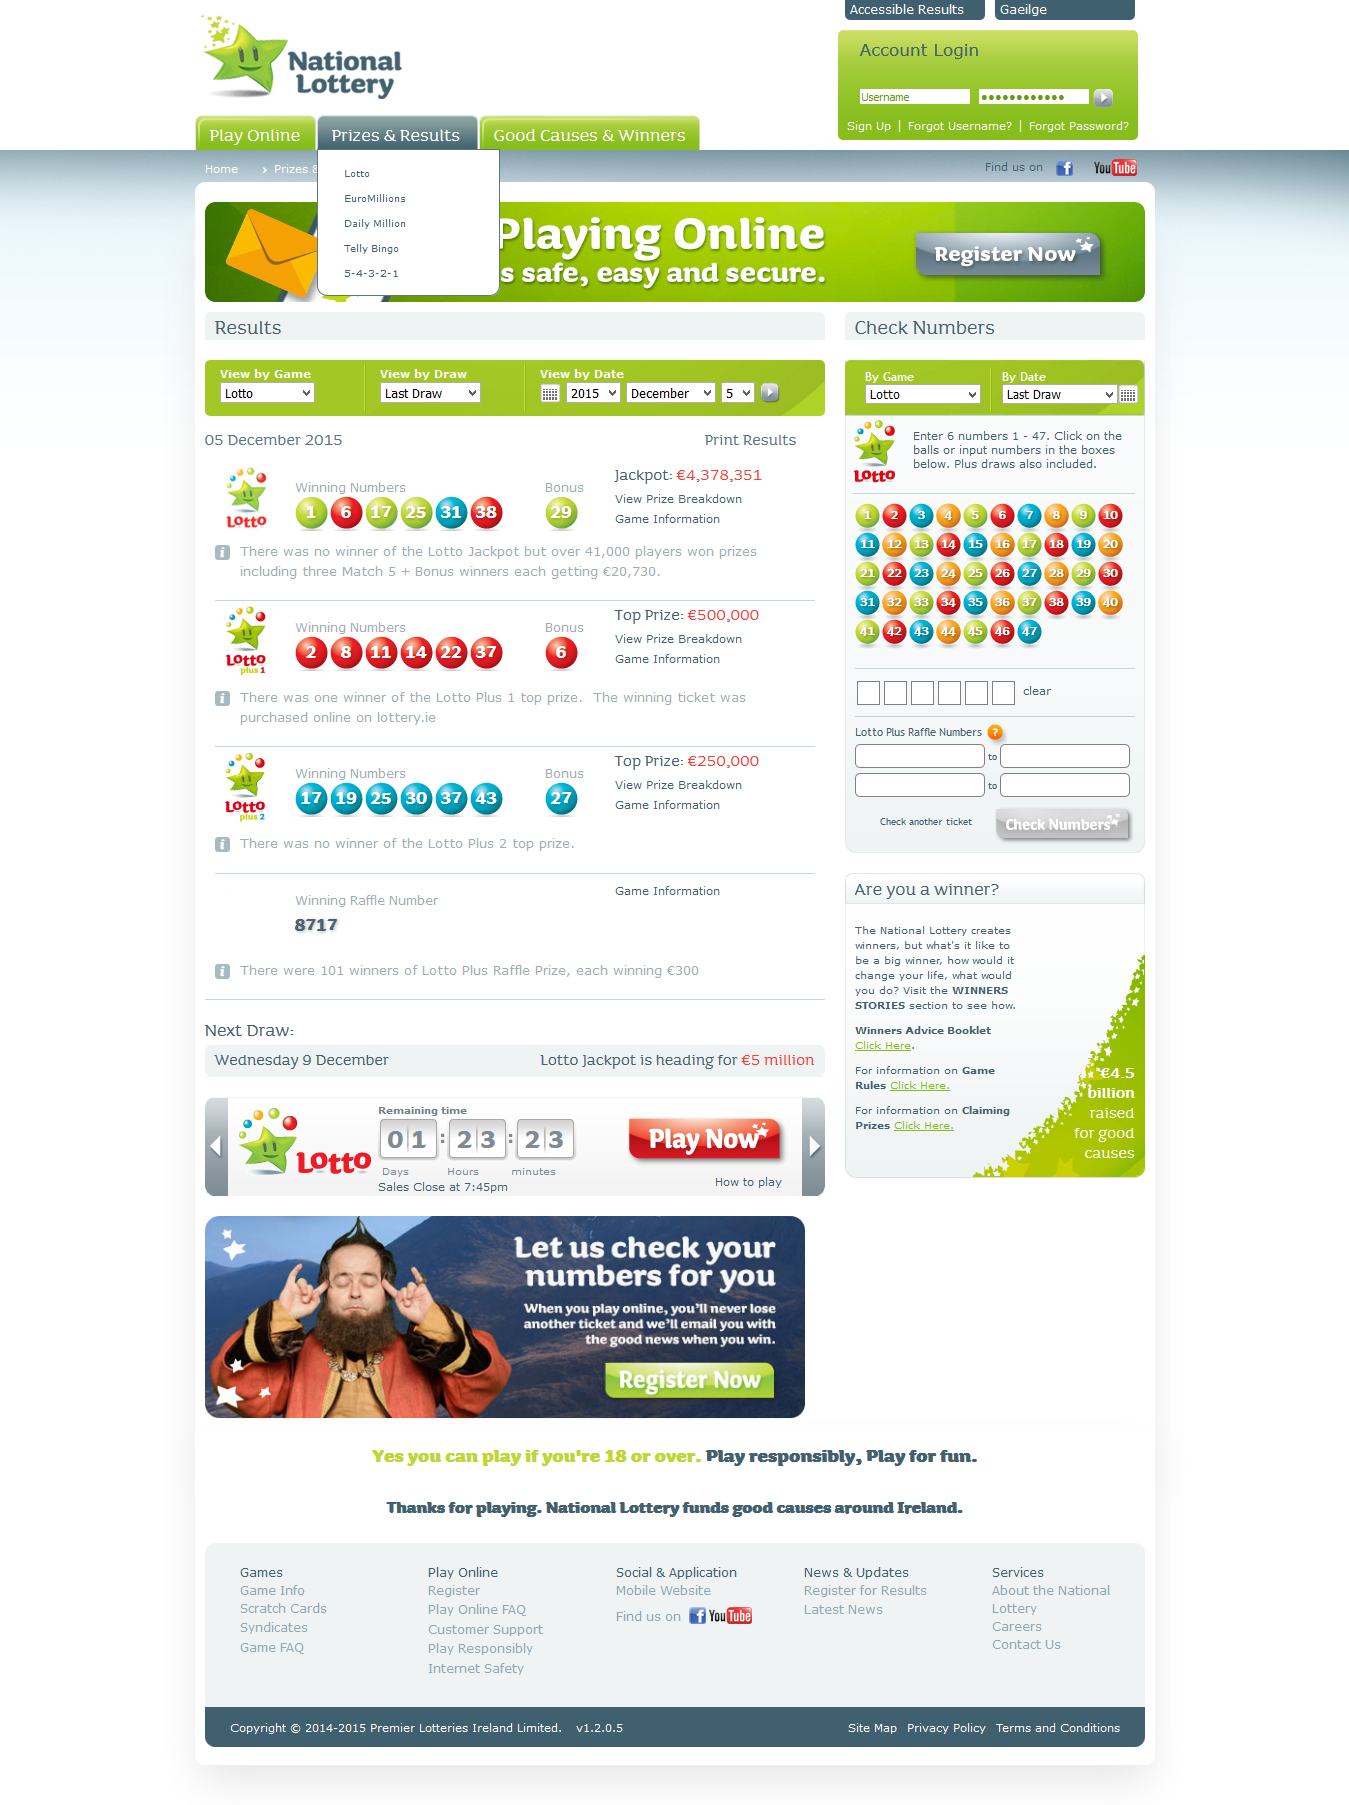 Accessible Results
Gaeilge
National
Lottery
Account Login
Username
Sign Up | Forgot Username? | Forgot Password?
Play Online
Prizes & Results
Good Causes & Winners
Home
Prizes &
Find us on
YouTube
Lotto
EuroMillions
Daily Million
Telly Bingo
5-4-3-2-1
Playing Online
s safe, easy and secure.
Register Now
Results
View by Game
View by Draw
View by Date
Lotto
Last Draw
2015
December
5
05 December 2015
Print Results
Lotto
Winning Numbers
1 6 17 25 31 38
Bonus
29
Jackpot: €4,378,351
View Prize Breakdown
Game Information
There was no winner of the Lotto Jackpot but over 41,000 players won prizes
including three Match 5 + Bonus winners each getting €20,730.
Lotto
plus 1
Winning Numbers
2 8 11 14 22 37
Bonus
6
Top Prize: €500,000
View Prize Breakdown
Game Information
There was one winner of the Lotto Plus 1 top prize.  The winning ticket was
purchased online on lottery.ie
Lotto
plus 2
Winning Numbers
17 19 25 30 37 43
Bonus
27
Top Prize: €250,000
View Prize Breakdown
Game Information
There was no winner of the Lotto Plus 2 top prize.
Winning Raffle Number
8717
Game Information
There were 101 winners of Lotto Plus Raffle Prize, each winning €300
Next Draw:
Wednesday 9 December
Lotto Jackpot is heading for €5 million
Lotto
Remaining time
01 : 23 : 23
Days Hours minutes
Sales Close at 7:45pm
Play Now
How to play
Let us check your
numbers for you
When you play online, you'll never lose
another ticket and we'll email you with
the good news when you win.
Register Now
Check Numbers
By Game
By Date
Lotto
Last Draw
Lotto
Enter 6 numbers 1 - 47. Click on the
balls or input numbers in the boxes
below. Plus draws also included.
1 2 3 4 5 6 7 8 9 10
11 12 13 14 15 16 17 18 19 20
21 22 23 24 25 26 27 28 29 30
31 32 33 34 35 36 37 38 39 40
41 42 43 44 45 46 47
clear
Lotto Plus Raffle Numbers ?
to
to
Check another ticket
Check Numbers
Are you a winner?
The National Lottery creates
winners, but what's it like to
be a big winner, how would it
change your life, what would
you do? Visit the WINNERS
STORIES section to see how.
Winners Advice Booklet
Click Here.
For information on Game
Rules Click Here.
For information on Claiming
Prizes Click Here.
€4.5
billion
raised
for good
causes
Yes you can play if you're 18 or over. Play responsibly, Play for fun.
Thanks for playing. National Lottery funds good causes around Ireland.
Games
Game Info
Scratch Cards
Syndicates
Game FAQ
Play Online
Register
Play Online FAQ
Customer Support
Play Responsibly
Internet Safety
Social & Application
Mobile Website
Find us on
YouTube
News & Updates
Register for Results
Latest News
Services
About the National
Lottery
Careers
Contact Us
Copyright © 2014-2015 Premier Lotteries Ireland Limited.    v1.2.0.5
Site Map Privacy Policy Terms and Conditions